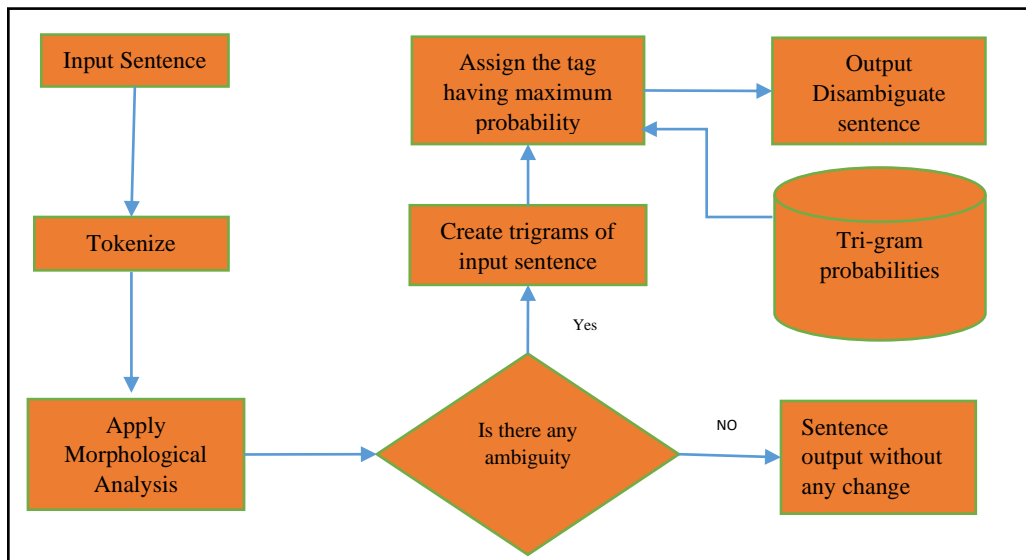 Input Sentence
Tokenize
Apply
Morphological
Analysis
Is there any
ambiguity
Yes
Create trigrams of
input sentence
Assign the tag
having maximum
probability
Output
Disambiguate
sentence
Tri-gram
probabilities
NO
Sentence
output without
any change